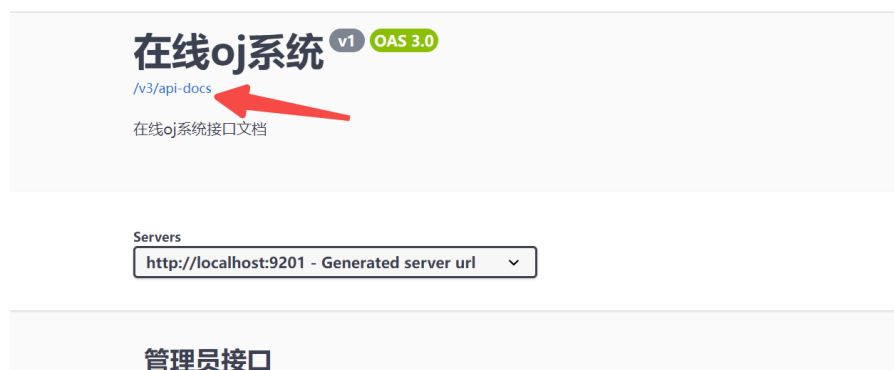 在线oj系统 v1 OAS 3.0
/v3/api-docs
在线oj系统接口文档
Servers
http://localhost:9201 - Generated server url
管理员接口